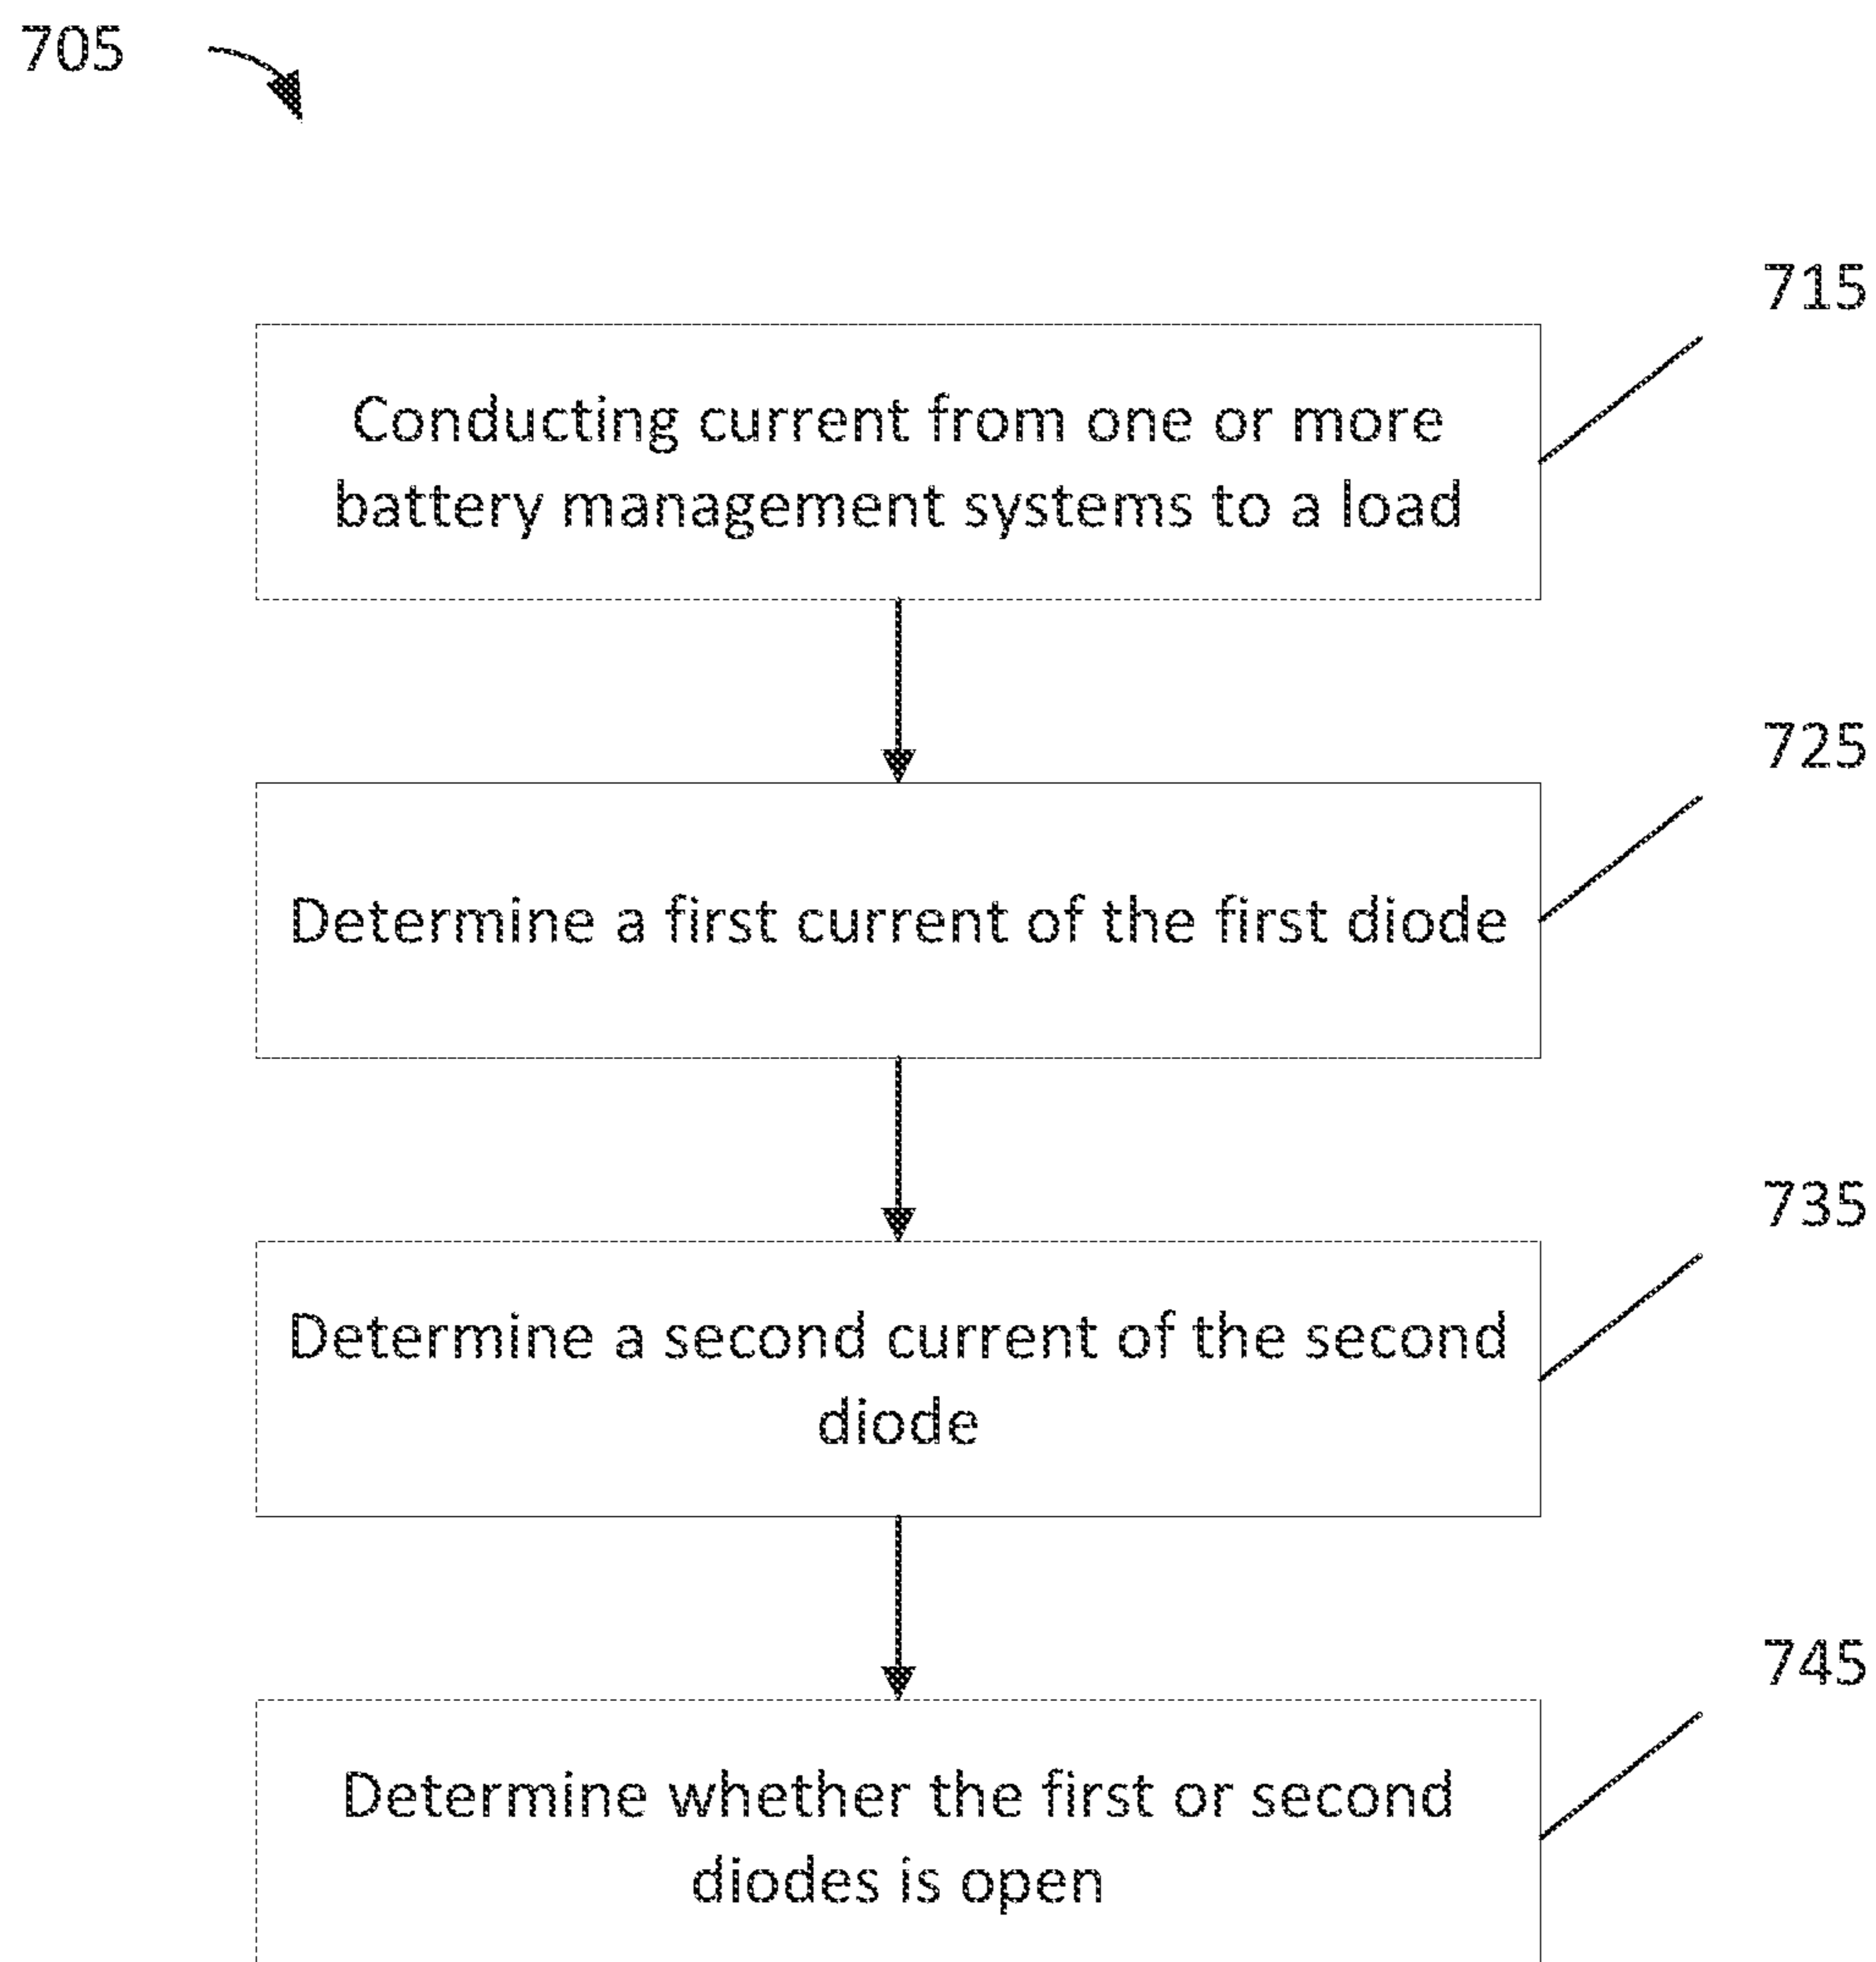 705
715
Conducting current from one or more
battery management systems to a load
725
Determine a first current of the first diode
735
Determine a second current of the second
diode
745
Determine whether the first or second
diodes is open